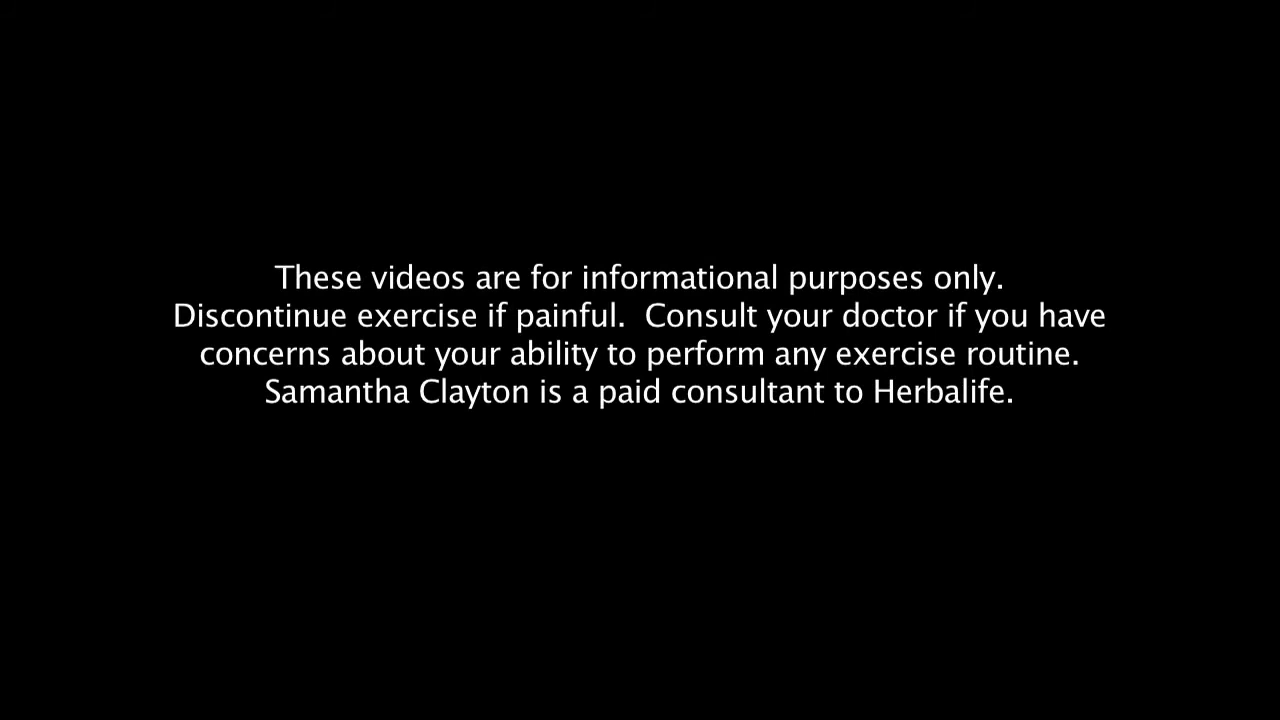 These videos are for informational purposes only.
Discontinue exercise if painful.  Consult your doctor if you have
concerns about your ability to perform any exercise routine.
Samantha Clayton is a paid consultant to Herbalife.